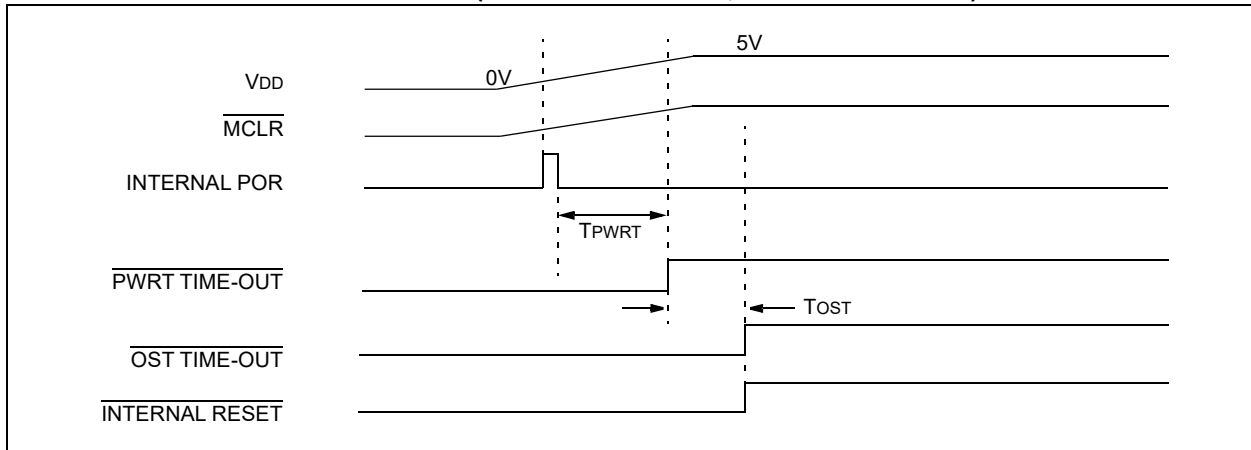 5V
0V
VDD
MCLR
INTERNAL POR
TPWRT
PWRT TIME-OUT
TOST
OST TIME-OUT
INTERNAL RESET